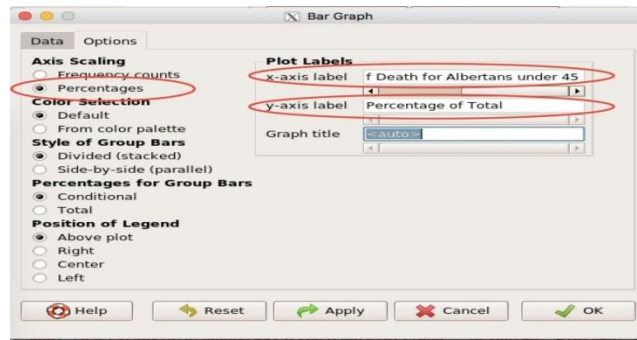 Bar Graph
Data Options
Axis Scaling
Frequency counts
Percentages
Color Selection
Default
From color palette
Style of Group Bars
Divided (stacked)
Side-by-side (parallel)
Percentages for Group Bars
Conditional
Total
Position of Legend
Above plot
Right
Center
Left
Plot Labels
x-axis label f Death for Albertans under 45
y-axis label Percentage of Total
Graph title <auto>
Help Reset Apply Cancel OK